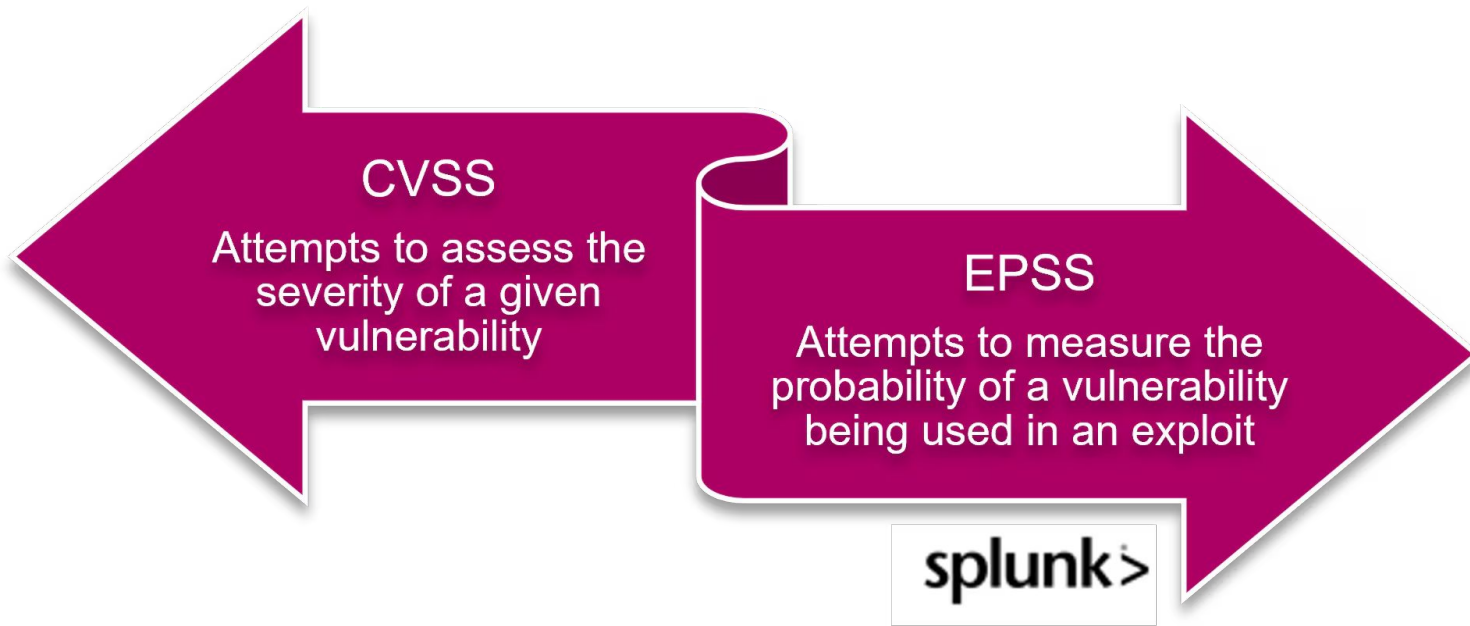 CVSS
Attempts to assess the
severity of a given
vulnerability
EPSS
Attempts to measure the
probability of a vulnerability
being used in an exploit
splunk>